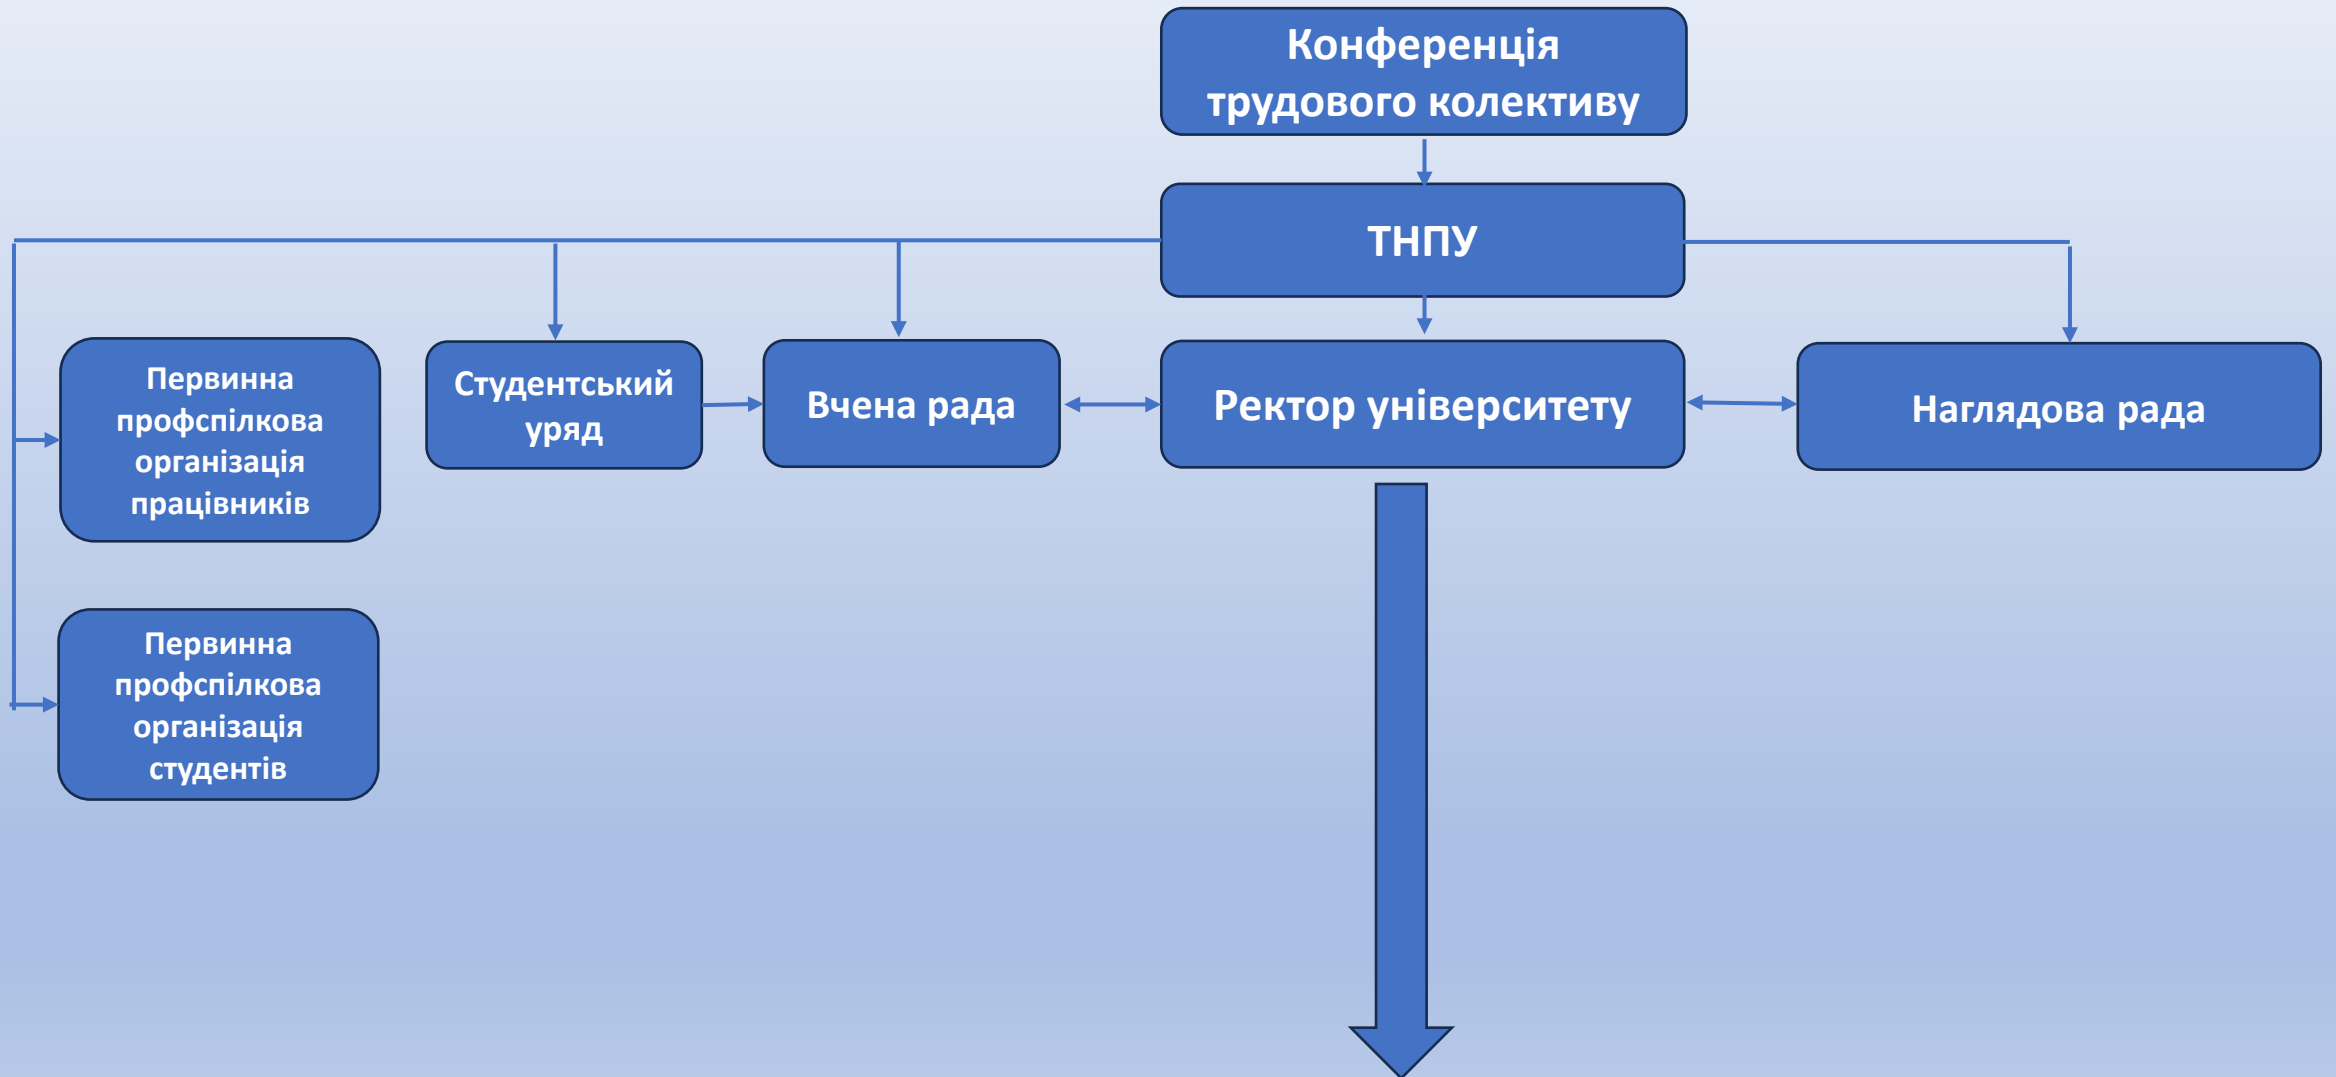 Конференція
трудового колективу
ТНПУ
Первинна
профспілкова
організація
працівників
Студентський
уряд
Вчена рада
Ректор університету
Наглядова рада
Первинна
профспілкова
організація
студентів